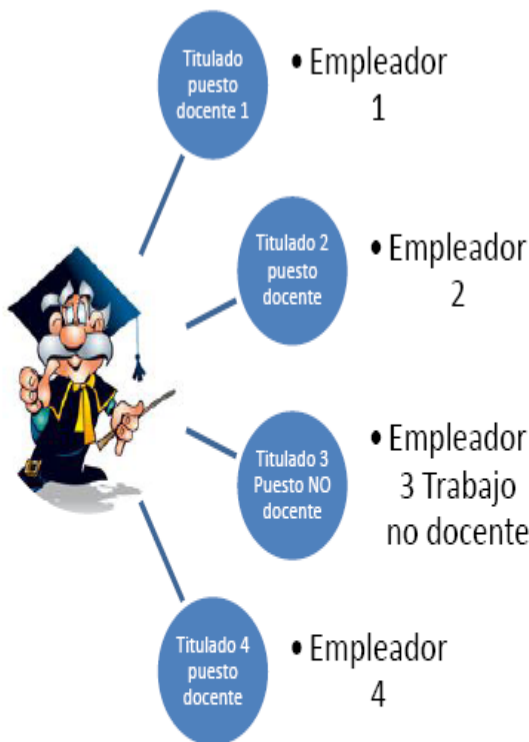 Titulado
puesto
docente 1
• Empleador
1
Titulado 2
puesto
docente
• Empleador
2
Titulado 3
Puesto NO
docente
• Empleador
3 Trabajo
no docente
Titulado 4
puesto
docente
• Empleador
4